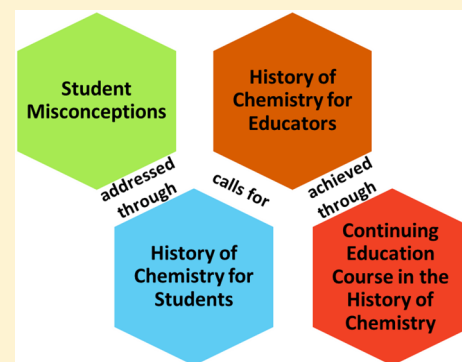 Student
Misconceptions
addressed
through
History of
Chemistry for
Students
calls for
History of
Chemistry for
Educators
achieved
through
Continuing
Education
Course in the
History of
Chemistry